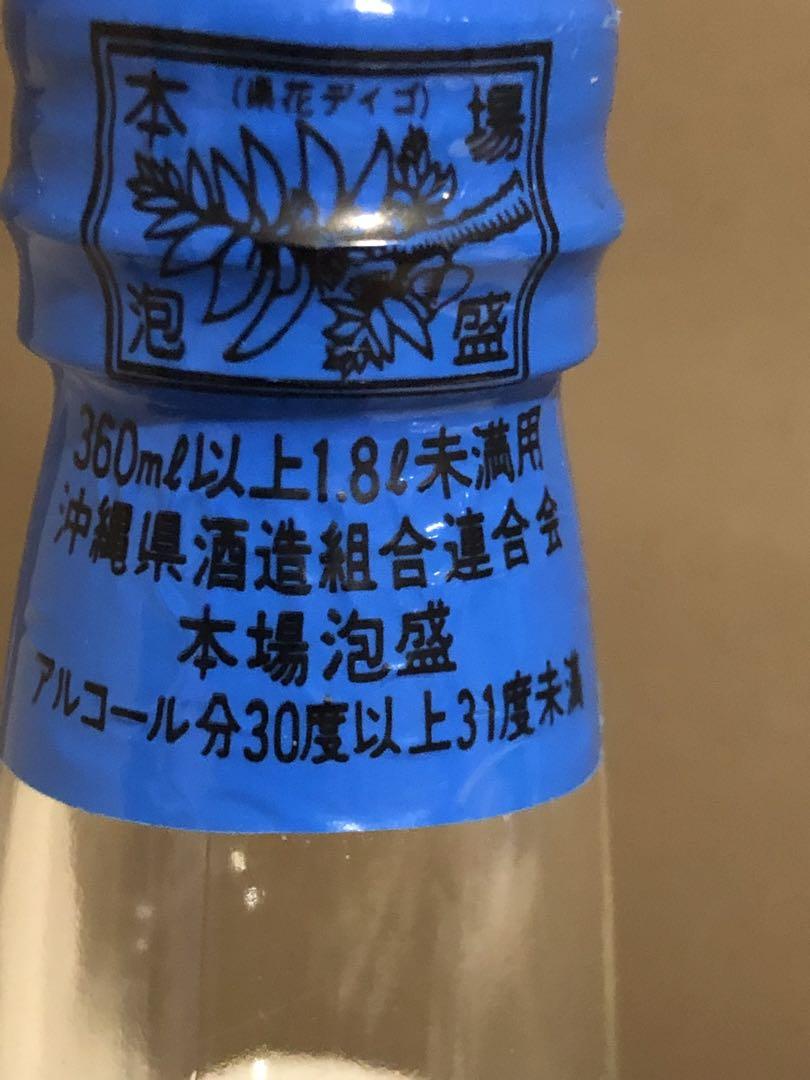 本 (県花デイゴ) 場
泡 盛
360ml以上1.8l未満用
沖縄県酒造組合連合会
本場泡盛
アルコール分30度以上31度未満